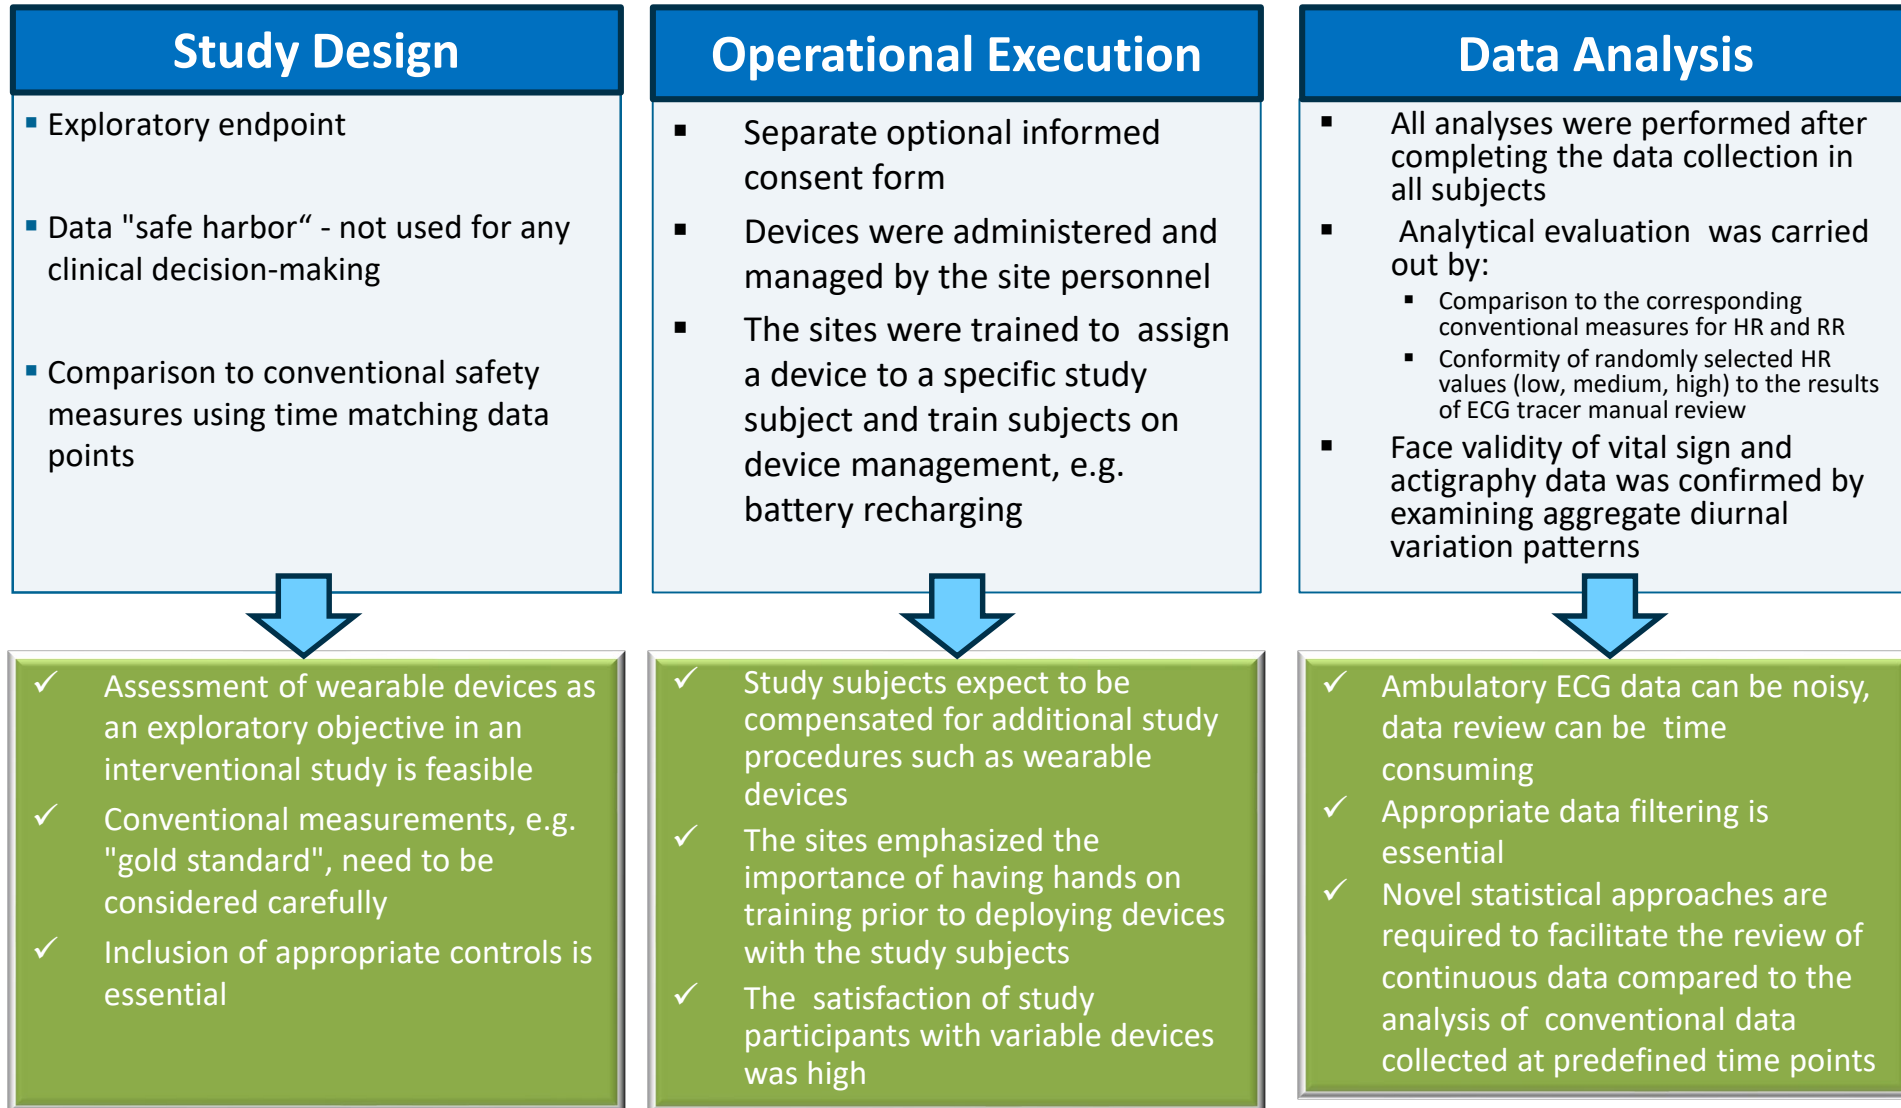 Study Design
▪ Exploratory endpoint
▪ Data "safe harbor“ - not used for any
clinical decision-making
▪ Comparison to conventional safety
measures using time matching data
points
✓ Assessment of wearable devices as
an exploratory objective in an
interventional study is feasible
✓ Conventional measurements, e.g.
"gold standard", need to be
considered carefully
✓ Inclusion of appropriate controls is
essential
Operational Execution
▪ Separate optional informed
consent form
▪ Devices were administered and
managed by the site personnel
▪ The sites were trained to assign
a device to a specific study
subject and train subjects on
device management, e.g.
battery recharging
✓ Study subjects expect to be
compensated for additional study
procedures such as wearable
devices
✓ The sites emphasized the
importance of having hands on
training prior to deploying devices
with the study subjects
✓ The satisfaction of study
participants with variable devices
was high
Data Analysis
▪ All analyses were performed after
completing the data collection in
all subjects
▪ Analytical evaluation was carried
out by:
▪ Comparison to the corresponding
conventional measures for HR and RR
▪ Conformity of randomly selected HR
values (low, medium, high) to the results
of ECG tracer manual review
▪ Face validity of vital sign and
actigraphy data was confirmed by
examining aggregate diurnal
variation patterns
✓ Ambulatory ECG data can be noisy,
data review can be time
consuming
✓ Appropriate data filtering is
essential
✓ Novel statistical approaches are
required to facilitate the review of
continuous data compared to the
analysis of conventional data
collected at predefined time points